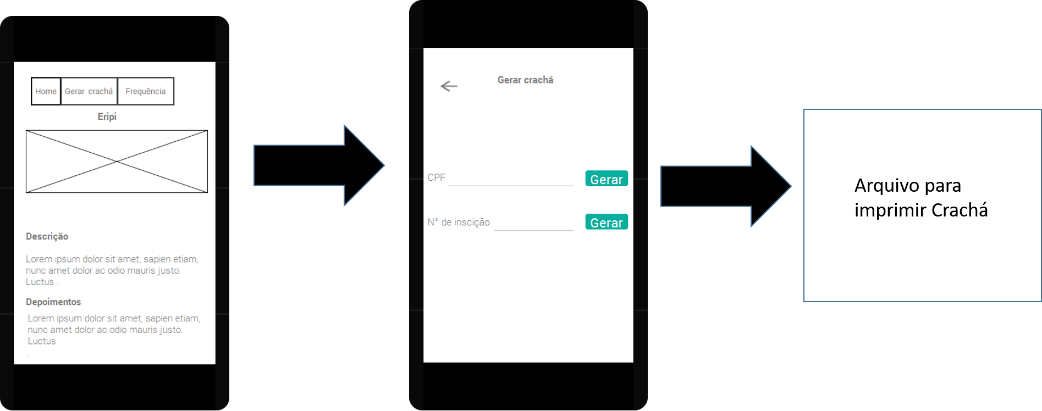 Home Gerar crachá Frequência
Eripi
Descrição
Lorem ipsum dolor sit amet, sapien etiam,
nunc amet dolor ac odio mauris justo.
Luctus .
Depoimentos
Lorem ipsum dolor sit amet, sapien etiam,
nunc amet dolor ac odio mauris justo.
Luctus
.
Gerar crachá
CPF Gerar
N° de inscição Gerar
Arquivo para
imprimir Crachá